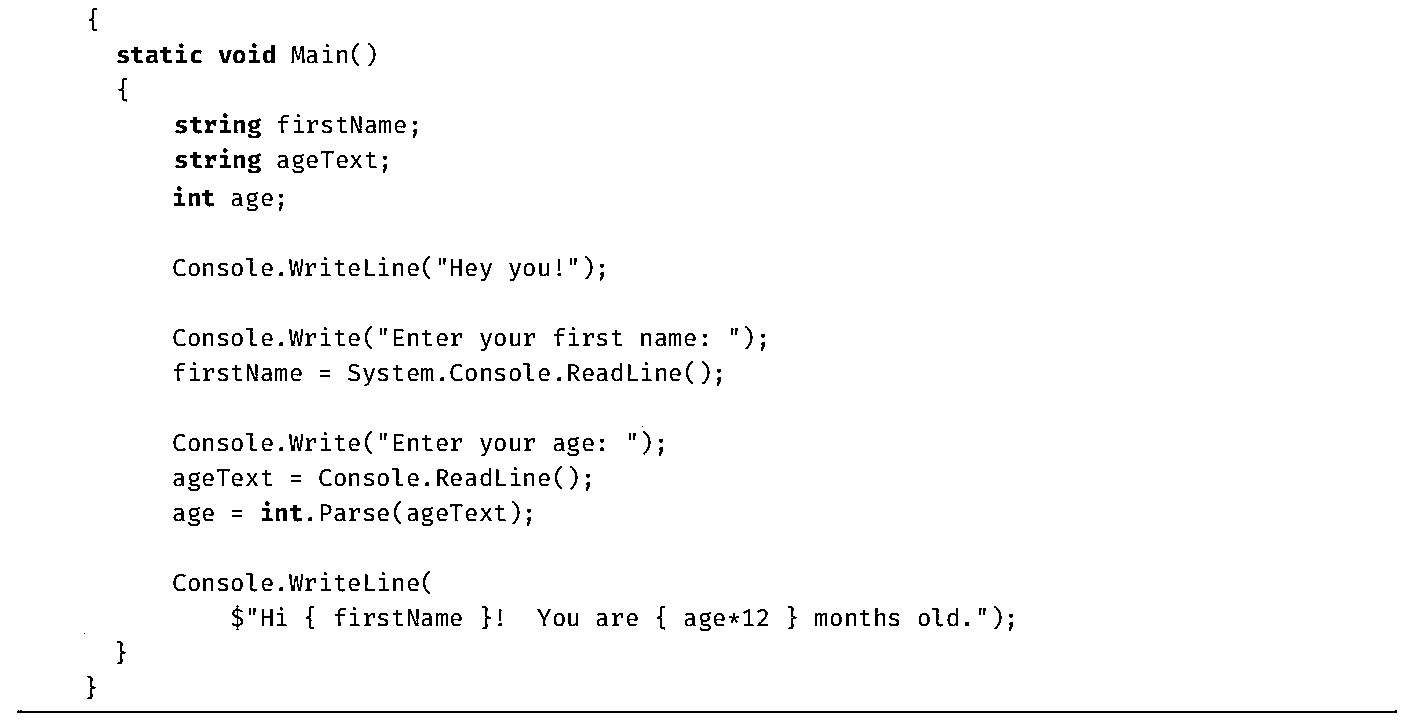 {
static void Main()
{
string firstName;
string ageText;
int age;
Console.WriteLine("Hey you!");
Console.Write("Enter your first name: ");
firstName = System.Console.ReadLine();
Console.Write("Enter your age: ");
ageText = Console.ReadLine();
age = int.Parse(ageText);
Console.WriteLine(
$"Hi { firstName }!  You are { age*12 } months old.");
}
}